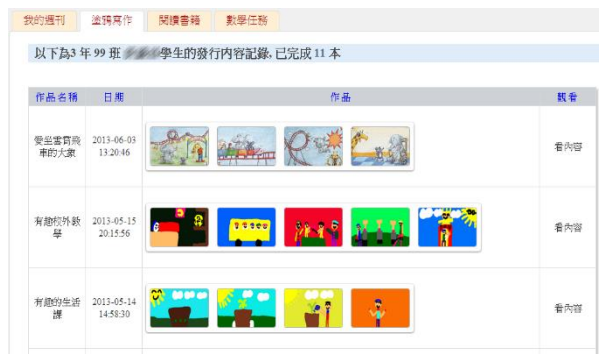 我的週刊 塗鴉寫作 閱讀書籍 數學任務
以下為3 年 99 班 學生的發行內容記錄, 已完成 11 本
作品名稱 日期 作品 觀看
愛坐雲霄飛
車的大象
2013-06-03
13:20:46
看內容
有趣校外教
學
2013-05-15
20:15:56
看內容
有趣的生活
課
2013-05-14
14:58:30
看內容